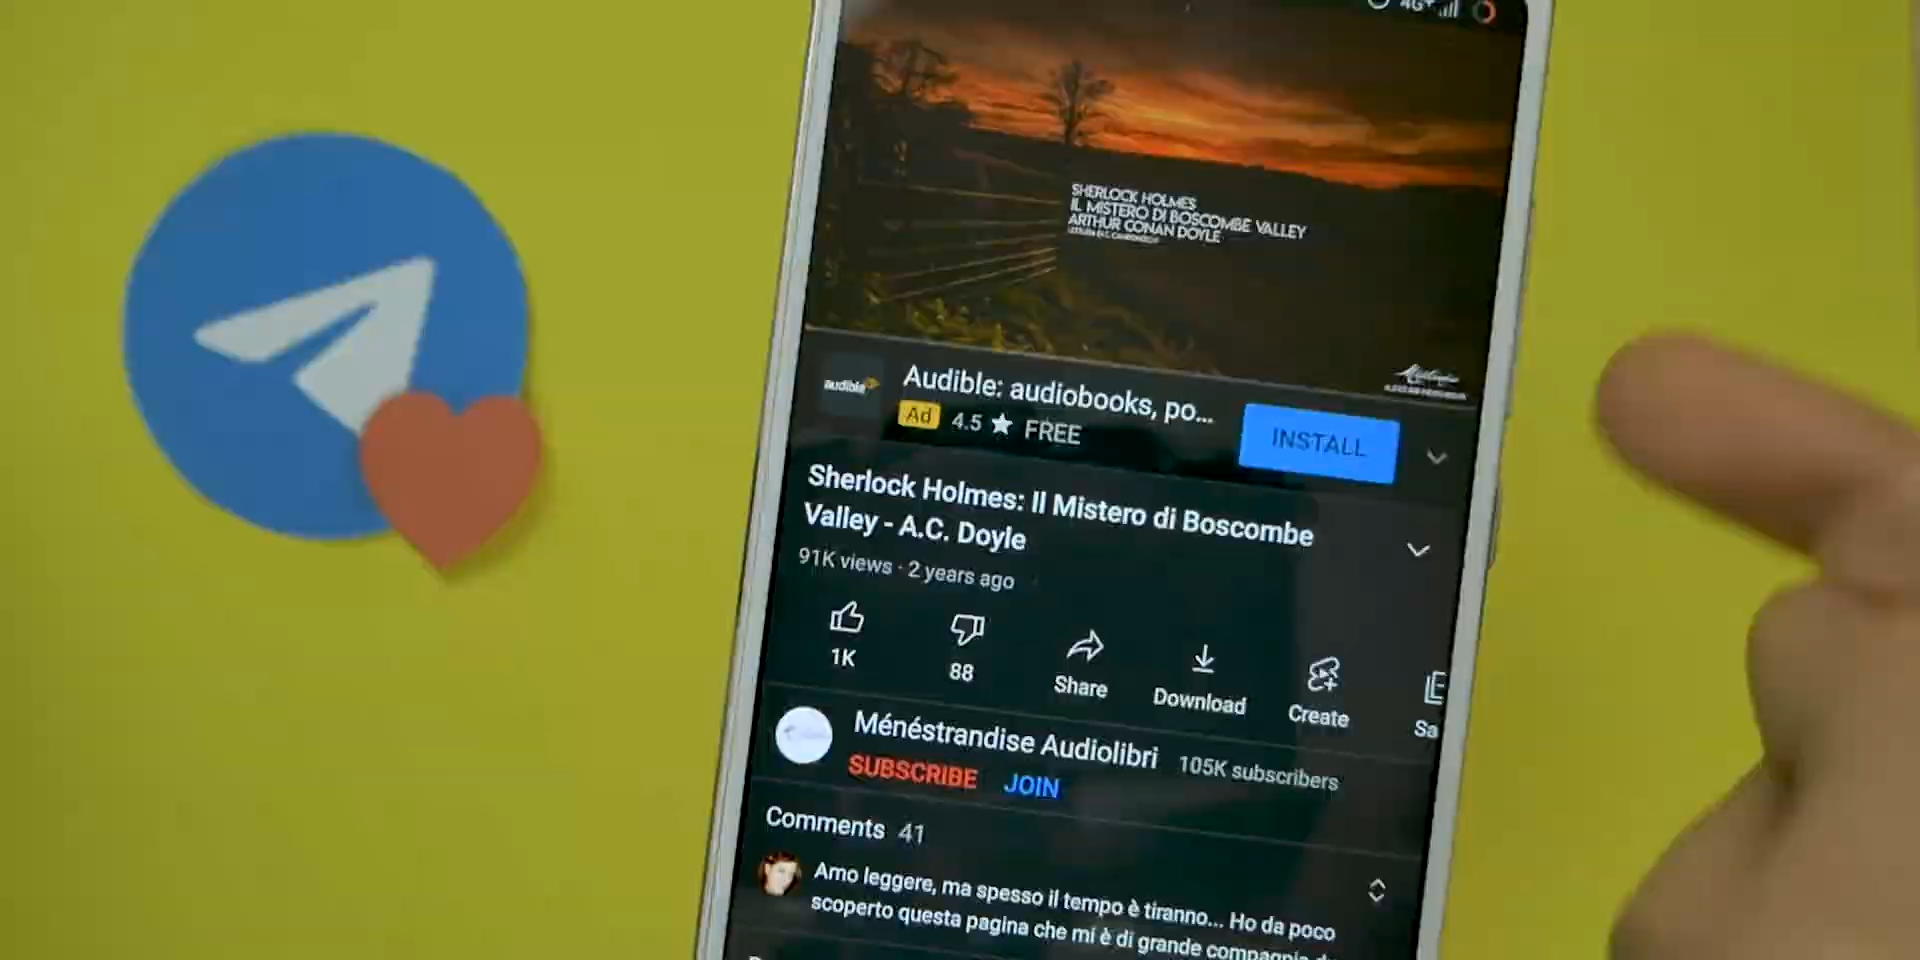 4G+
SHERLOCK HOLMES
IL MISTERO DI BOSCOMBE VALLEY
ARTHUR CONAN DOYLE
audible
Audible: audiobooks, po...
Ad 4.5 ★ FREE
INSTALL
Sherlock Holmes: Il Mistero di Boscombe
Valley - A.C. Doyle
91K views · 2 years ago
1K
88
Share
Download
Create
Sa
Ménéstrandise Audiolibri 105K subscribers
SUBSCRIBE JOIN
Comments 41
Amo leggere, ma spesso il tempo è tiranno... Ho da poco
scoperto questa pagina che mi è di grande compagnia